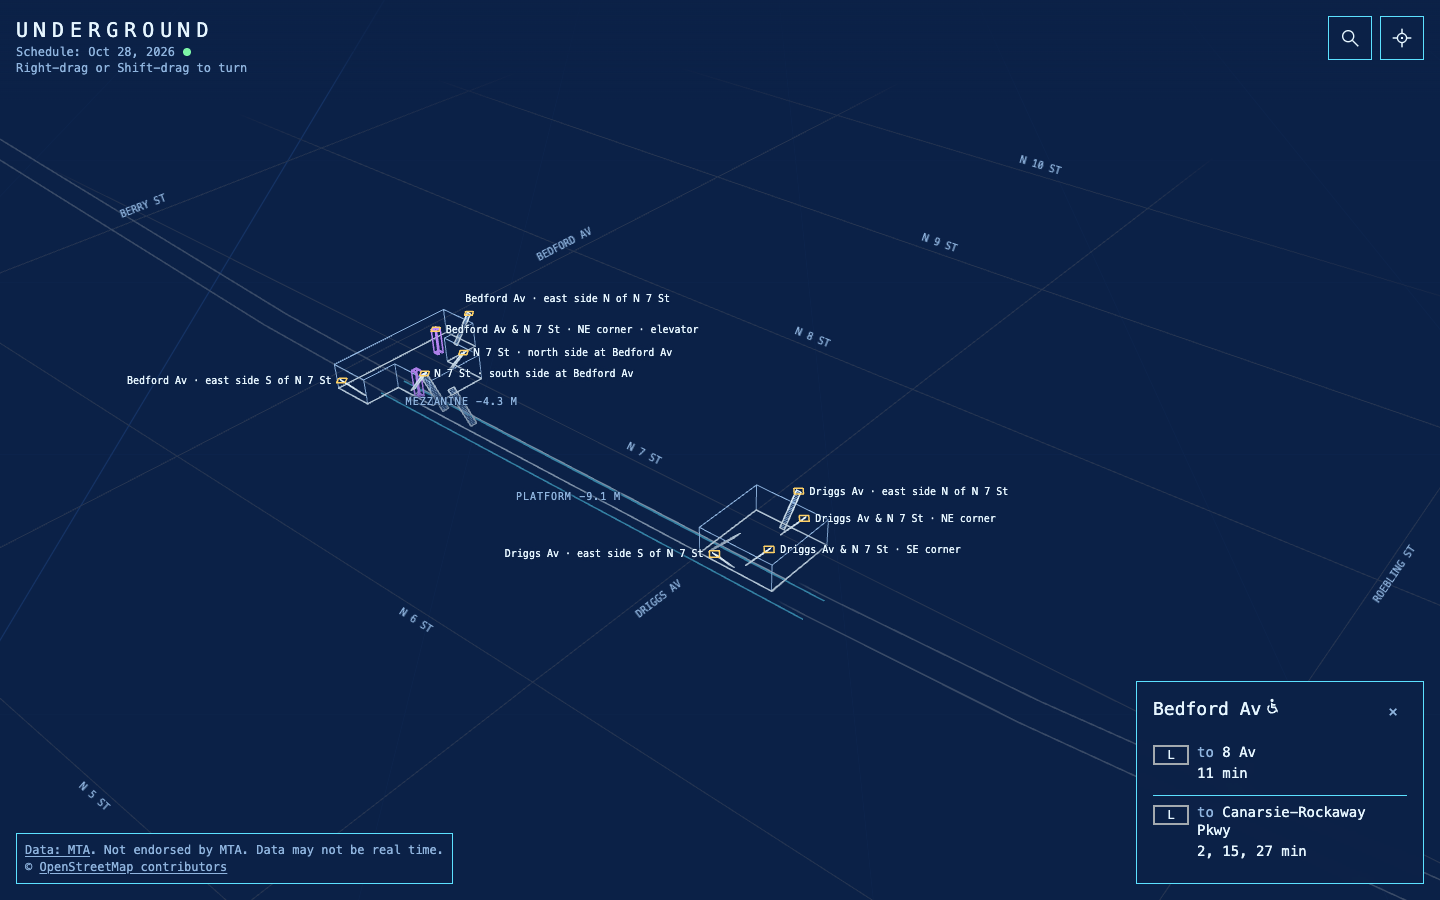 UNDERGROUND
Schedule: Oct 28, 2026
Right-drag or Shift-drag to turn
N 10 ST
BERRY ST
BEDFORD AV
N 9 ST
Bedford Av · east side N of N 7 St
Bedford Av & N 7 St · NE corner · elevator
N 8 ST
N 7 St · north side at Bedford Av
N 7 St · south side at Bedford Av
Bedford Av · east side S of N 7 St
MEZZANINE −4.3 M
N 7 ST
PLATFORM −9.1 M
Driggs Av · east side N of N 7 St
Driggs Av & N 7 St · NE corner
Driggs Av · east side S of N 7 St
Driggs Av & N 7 St · SE corner
ROEBLING ST
DRIGGS AV
N 6 ST
N 5 ST
Bedford Av
×
L to 8 Av
11 min
L to Canarsie-Rockaway
Pkwy
2, 15, 27 min
Data: MTA. Not endorsed by MTA. Data may not be real time.
© OpenStreetMap contributors